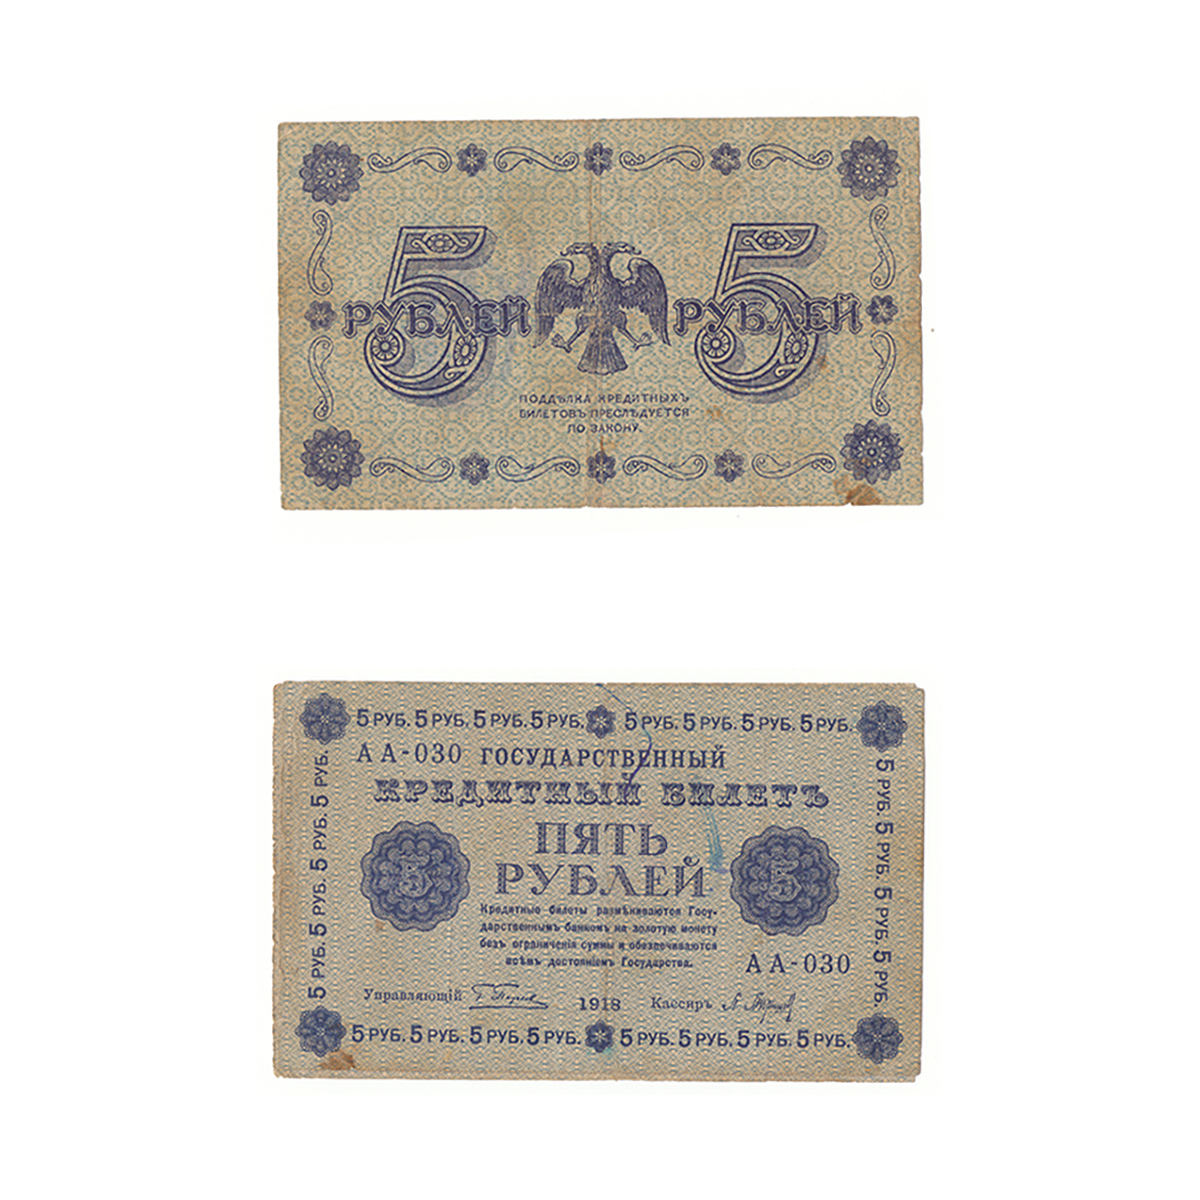 5 5
РУБЛЕЙ РУБЛЕЙ
ПОДДѢЛКА КРЕДИТНЫХЪ
БИЛЕТОВЪ ПРЕСЛѢДУЕТСЯ
ПО ЗАКОНУ.
5 РУБ. 5 РУБ. 5 РУБ. 5 РУБ. 5 РУБ. 5 РУБ. 5 РУБ. 5 РУБ.
АА-030 ГОСУДАРСТВЕННЫЙ
КРЕДИТНЫЙ БИЛЕТЪ
ПЯТЬ
РУБЛЕЙ
5 5
Кредитные билеты размѣниваются Госу-
дарственнымъ банкомъ на золотую монету
безъ ограниченія суммы и обезпечиваются
всѣмъ достояніемъ Государства.
АА-030
Управляющій 1918 Кассиръ
5 РУБ. 5 РУБ. 5 РУБ. 5 РУБ. 5 РУБ. 5 РУБ. 5 РУБ. 5 РУБ.
5 РУБ. 5 РУБ. 5 РУБ. 5 РУБ.
5 РУБ. 5 РУБ. 5 РУБ. 5 РУБ.